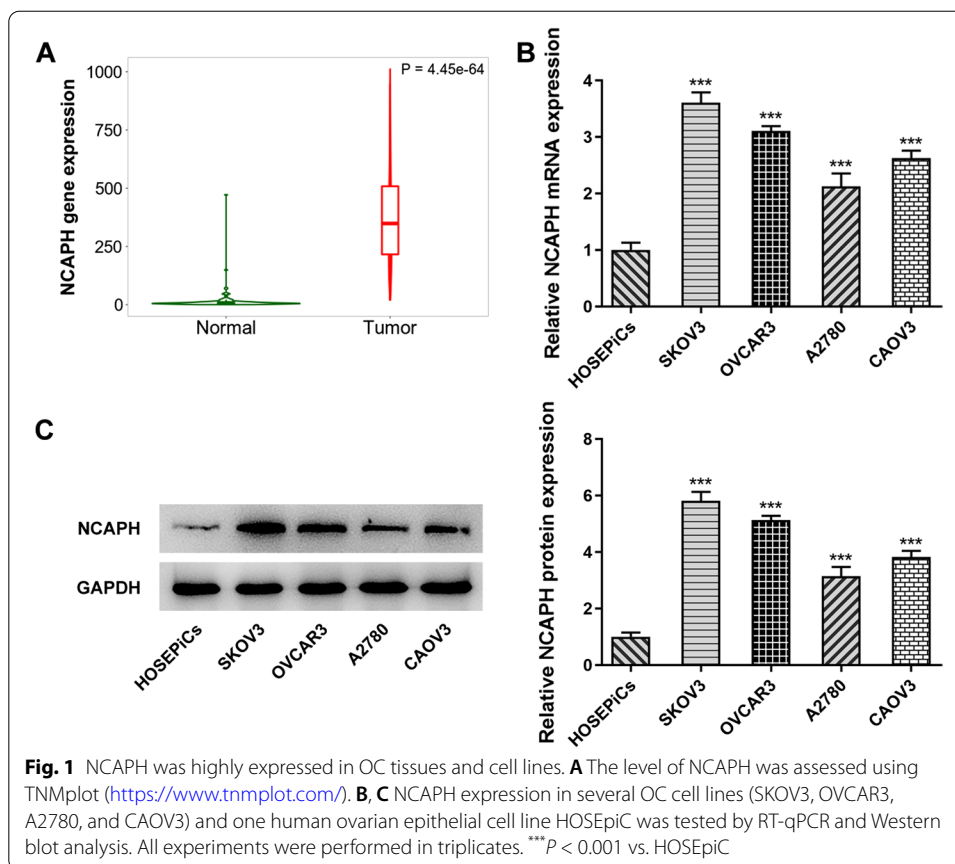 A
NCAPH gene expression
1000
750
500
250
0
P = 4.45e-64
Normal
Tumor
B
Relative NCAPH mRNA expression
4
3
2
1
0
***
***
***
***
HOSEPiCs
SKOV3
OVCAR3
A2780
CAOV3
C
NCAPH
GAPDH
HOSEPiCs
SKOV3
OVCAR3
A2780
CAOV3
Relative NCAPH protein expression
8
6
4
2
0
***
***
***
***
HOSEPiCs
SKOV3
OVCAR3
A2780
CAOV3
Fig. 1 NCAPH was highly expressed in OC tissues and cell lines. A The level of NCAPH was assessed using
TNMplot (https://www.tnmplot.com/). B, C NCAPH expression in several OC cell lines (SKOV3, OVCAR3,
A2780, and CAOV3) and one human ovarian epithelial cell line HOSEpiC was tested by RT-qPCR and Western
blot analysis. All experiments were performed in triplicates. ***P < 0.001 vs. HOSEpiC